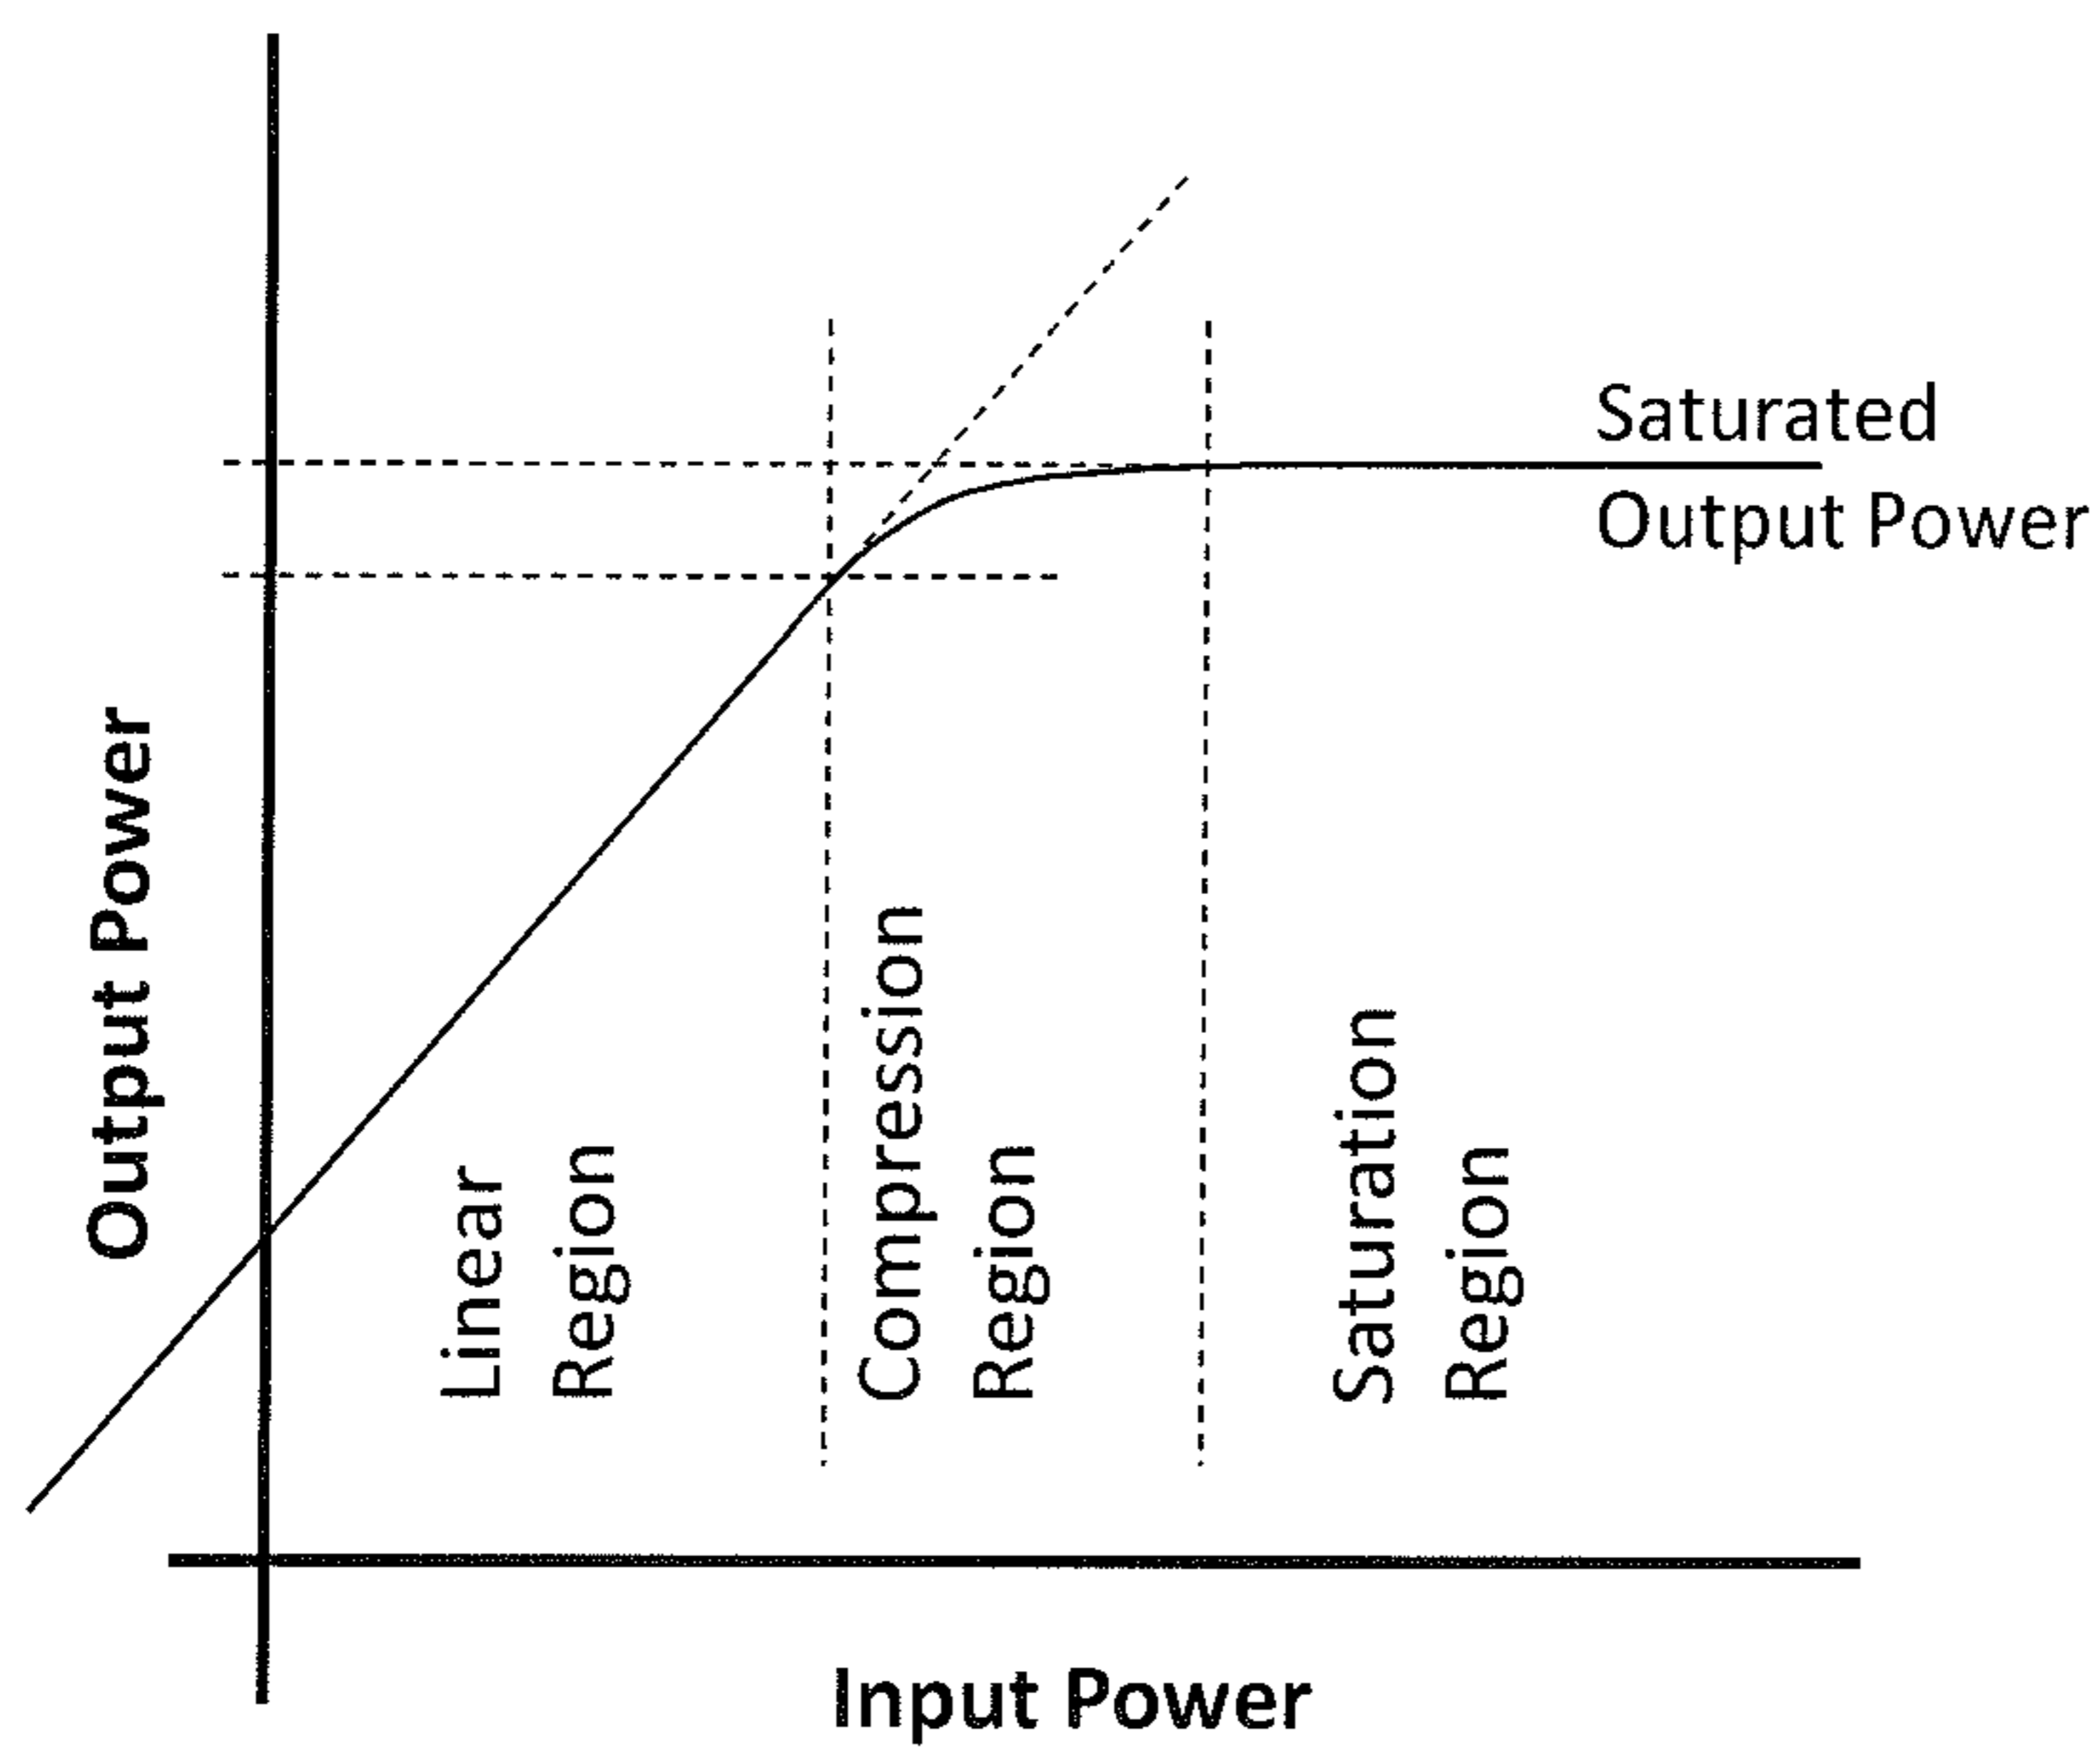 Saturated
Output Power
Output Power
Linear
Region
Compression
Region
Saturation
Region
Input Power